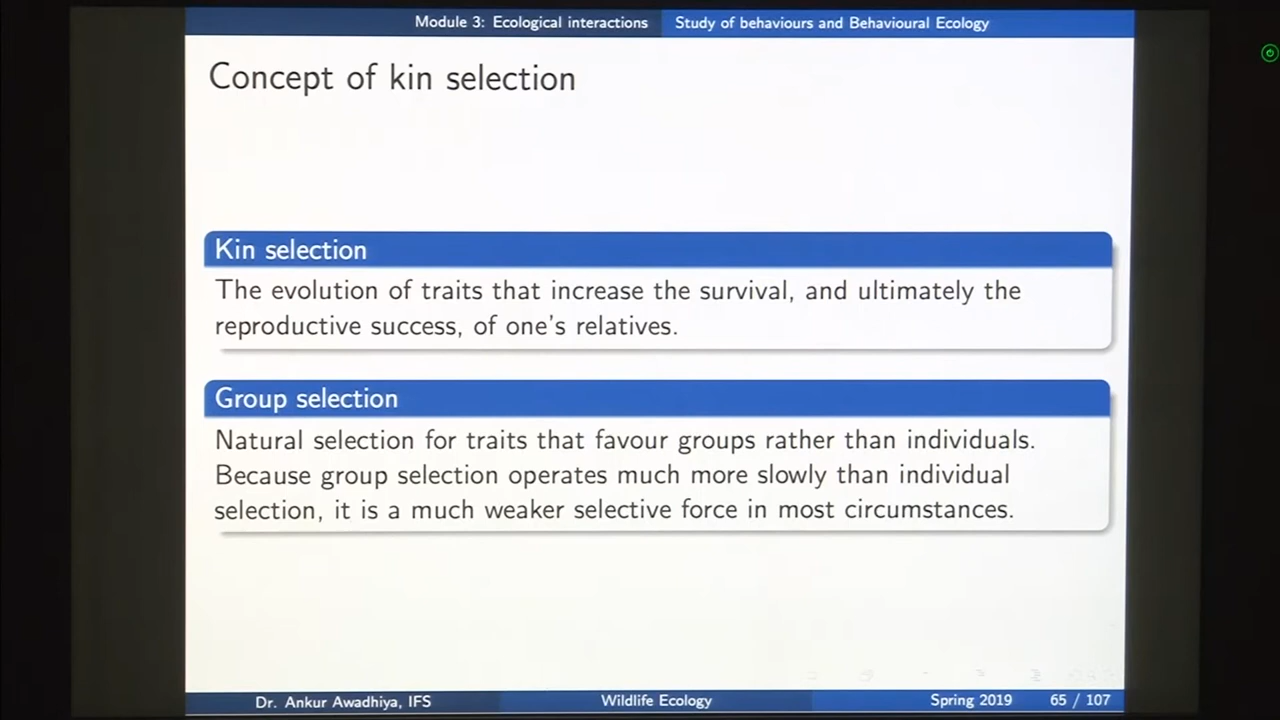 Module 3: Ecological interactions Study of behaviours and Behavioural Ecology
Concept of kin selection
Kin selection
The evolution of traits that increase the survival, and ultimately the
reproductive success, of one's relatives.
Group selection
Natural selection for traits that favour groups rather than individuals.
Because group selection operates much more slowly than individual
selection, it is a much weaker selective force in most circumstances.
Dr. Ankur Awadhiya, IFS Wildlife Ecology Spring 2019 65 / 107